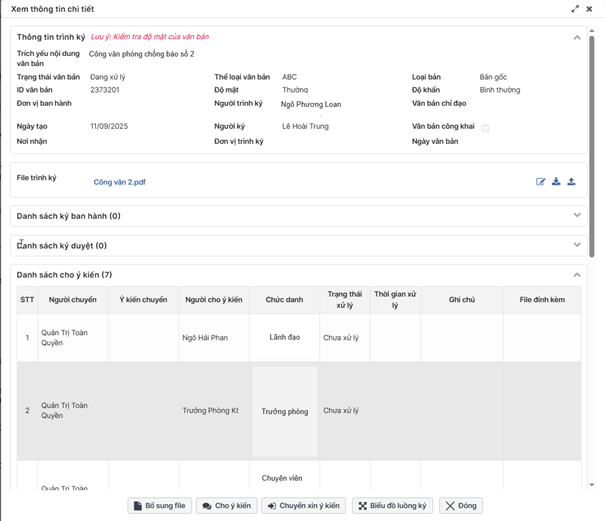 Xem thông tin chi tiết
Thông tin trình ký Lưu ý: Kiểm tra độ mật của văn bản
Trích yếu nội dung văn bản Công văn phòng chống báo số 2
Trạng thái văn bản Đang xử lý Thể loại văn bản ABC Loại bản Bản gốc
ID văn bản 2373201 Độ mật Thường Độ khẩn Bình thường
Đơn vị ban hành Người trình ký Ngô Phương Loan Văn bản chỉ đạo
Ngày tạo 11/09/2025 Người ký Lê Hoài Trung Văn bản công khai
Nơi nhận Đơn vị trình ký Ngày văn bản
File trình ký Công văn 2.pdf
Danh sách ký ban hành (0)
Danh sách ký duyệt (0)
Danh sách cho ý kiến (7)
STT Người chuyển Ý kiến chuyển Người cho ý kiến Chức danh Trạng thái xử lý Thời gian xử lý Ghi chú File đính kèm
1 Quản Trị Toàn Quyền Ngô Hải Phan Lãnh đạo Chưa xử lý
2 Quản Trị Toàn Quyền Trưởng Phòng Kt Trưởng phòng Chưa xử lý
Chuyên viên
Quản Trị Toàn
Bổ sung file Cho ý kiến Chuyển xin ý kiến Biểu đồ luồng ký Đóng